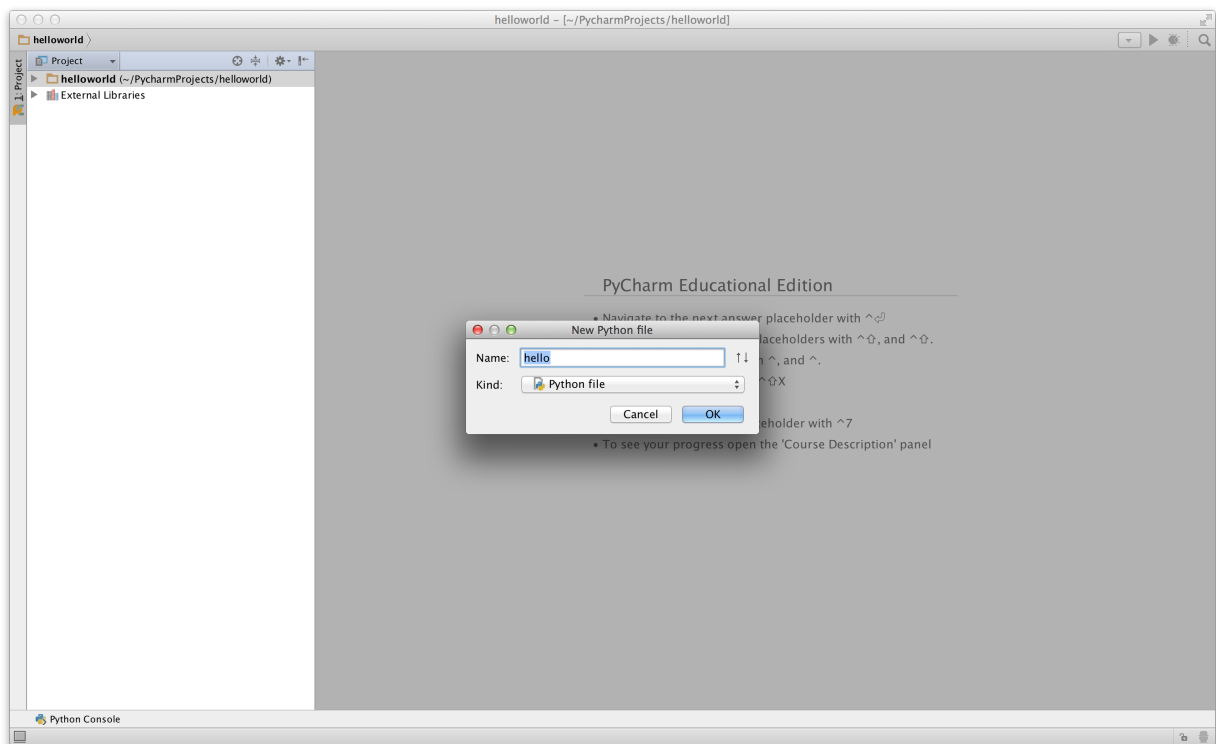 helloworld – [~/PycharmProjects/helloworld]
helloworld
1: Project
Project
helloworld (~/PycharmProjects/helloworld)
External Libraries
PyCharm Educational Edition
• Navigate to the next answer placeholder with ^⏎
laceholders with ^⇧, and ^⇧.
^, and ^.
^⇧X
eholder with ^7
• To see your progress open the 'Course Description' panel
New Python file
Name: hello ↑↓
Kind: Python file
Cancel OK
Python Console